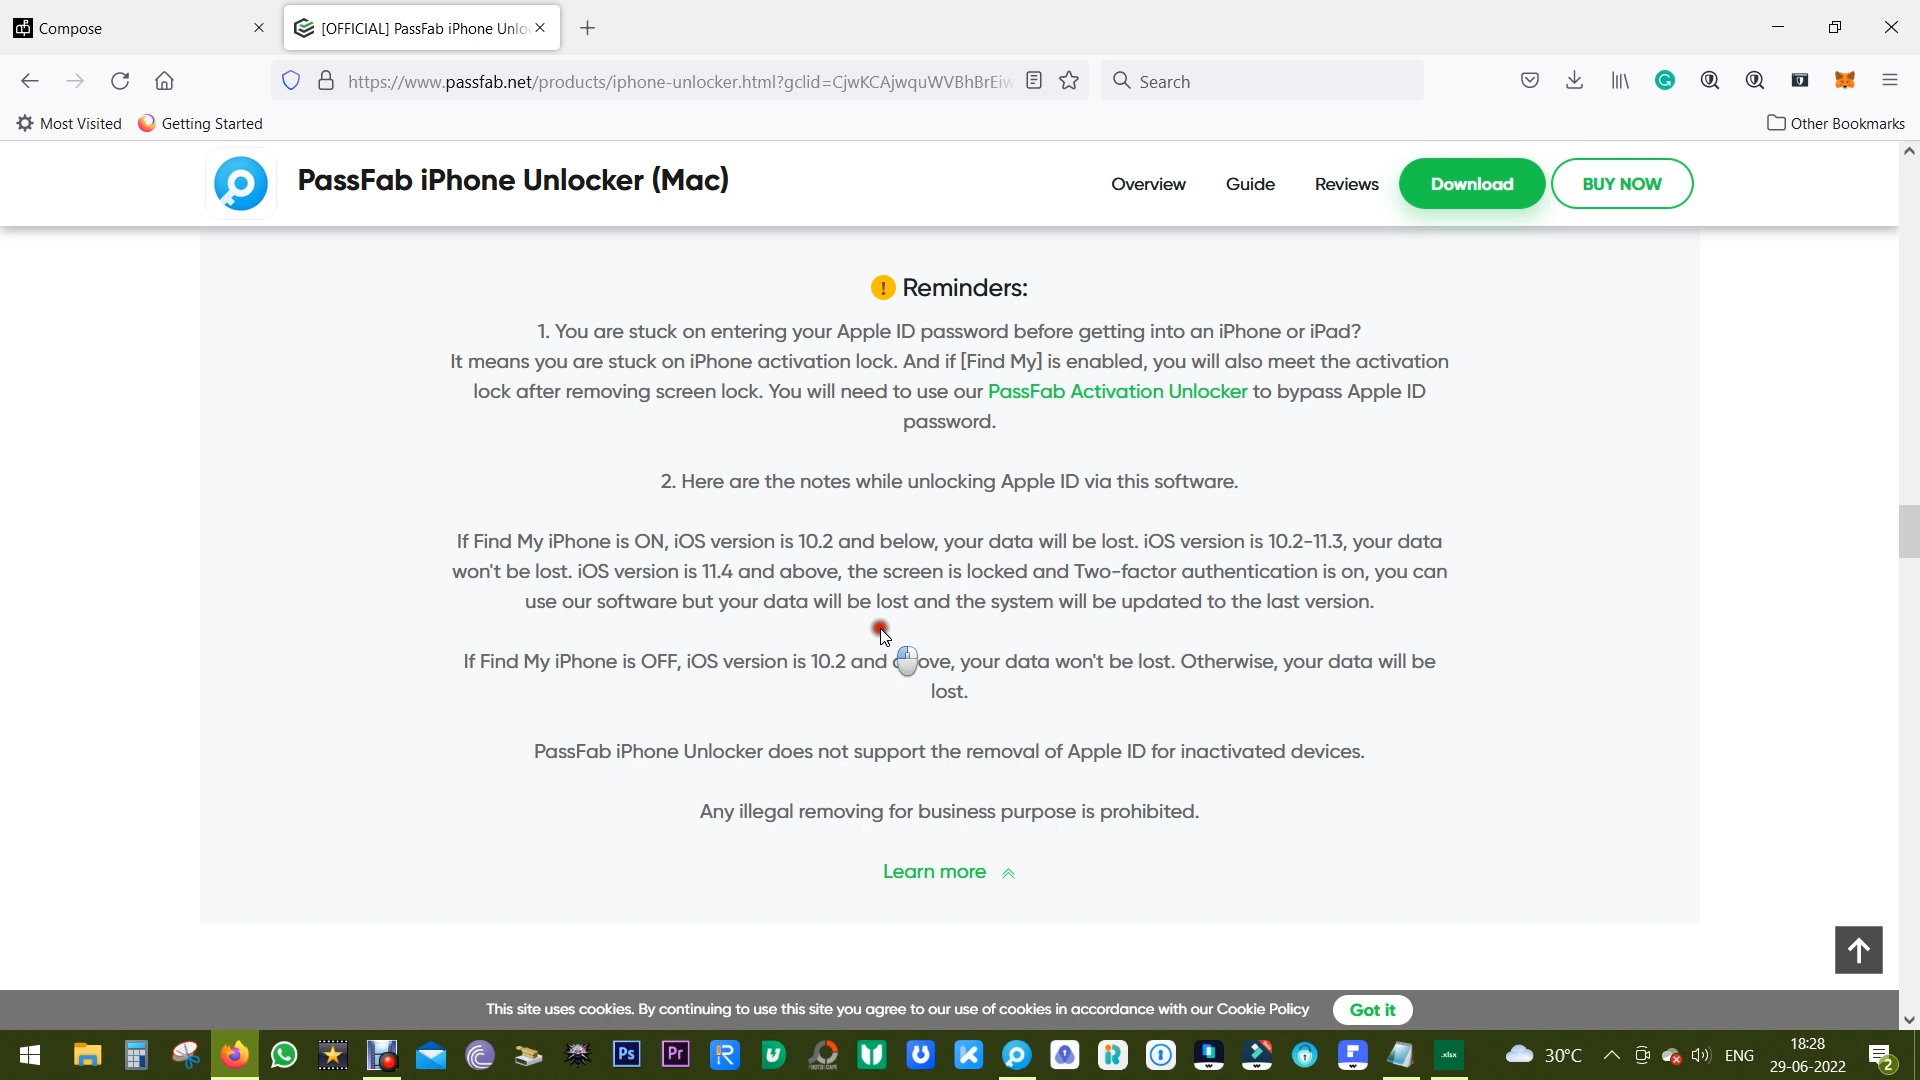 Compose
[OFFICIAL] PassFab iPhone Unlo
https://www.passfab.net/products/iphone-unlocker.html?gclid=CjwKCAjwquWVBhBrEiw
Search
Most Visited
Getting Started
Other Bookmarks
PassFab iPhone Unlocker (Mac)
Overview
Guide
Reviews
Download
BUY NOW
! Reminders:
1. You are stuck on entering your Apple ID password before getting into an iPhone or iPad?
It means you are stuck on iPhone activation lock. And if [Find My] is enabled, you will also meet the activation
lock after removing screen lock. You will need to use our PassFab Activation Unlocker to bypass Apple ID
password.
2. Here are the notes while unlocking Apple ID via this software.
If Find My iPhone is ON, iOS version is 10.2 and below, your data will be lost. iOS version is 10.2-11.3, your data
won't be lost. iOS version is 11.4 and above, the screen is locked and Two-factor authentication is on, you can
use our software but your data will be lost and the system will be updated to the last version.
If Find My iPhone is OFF, iOS version is 10.2 and above, your data won't be lost. Otherwise, your data will be
lost.
PassFab iPhone Unlocker does not support the removal of Apple ID for inactivated devices.
Any illegal removing for business purpose is prohibited.
Learn more
This site uses cookies. By continuing to use this site you agree to our use of cookies in accordance with our Cookie Policy
Got it
Ps
Pr
.xlsx
30°C
ENG
18:28
29-06-2022
2